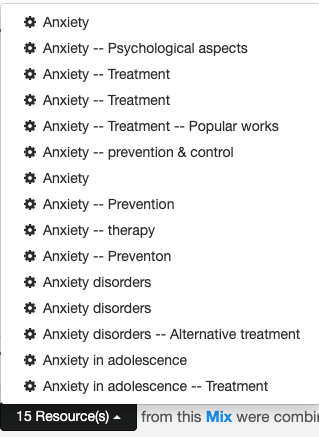 Anxiety
Anxiety -- Psychological aspects
Anxiety -- Treatment
Anxiety -- Treatment
Anxiety -- Treatment -- Popular works
Anxiety -- prevention & control
Anxiety
Anxiety -- Prevention
Anxiety -- therapy
Anxiety -- Preventon
Anxiety disorders
Anxiety disorders
Anxiety disorders -- Alternative treatment
Anxiety in adolescence
Anxiety in adolescence -- Treatment
15 Resource(s) from this Mix were combin